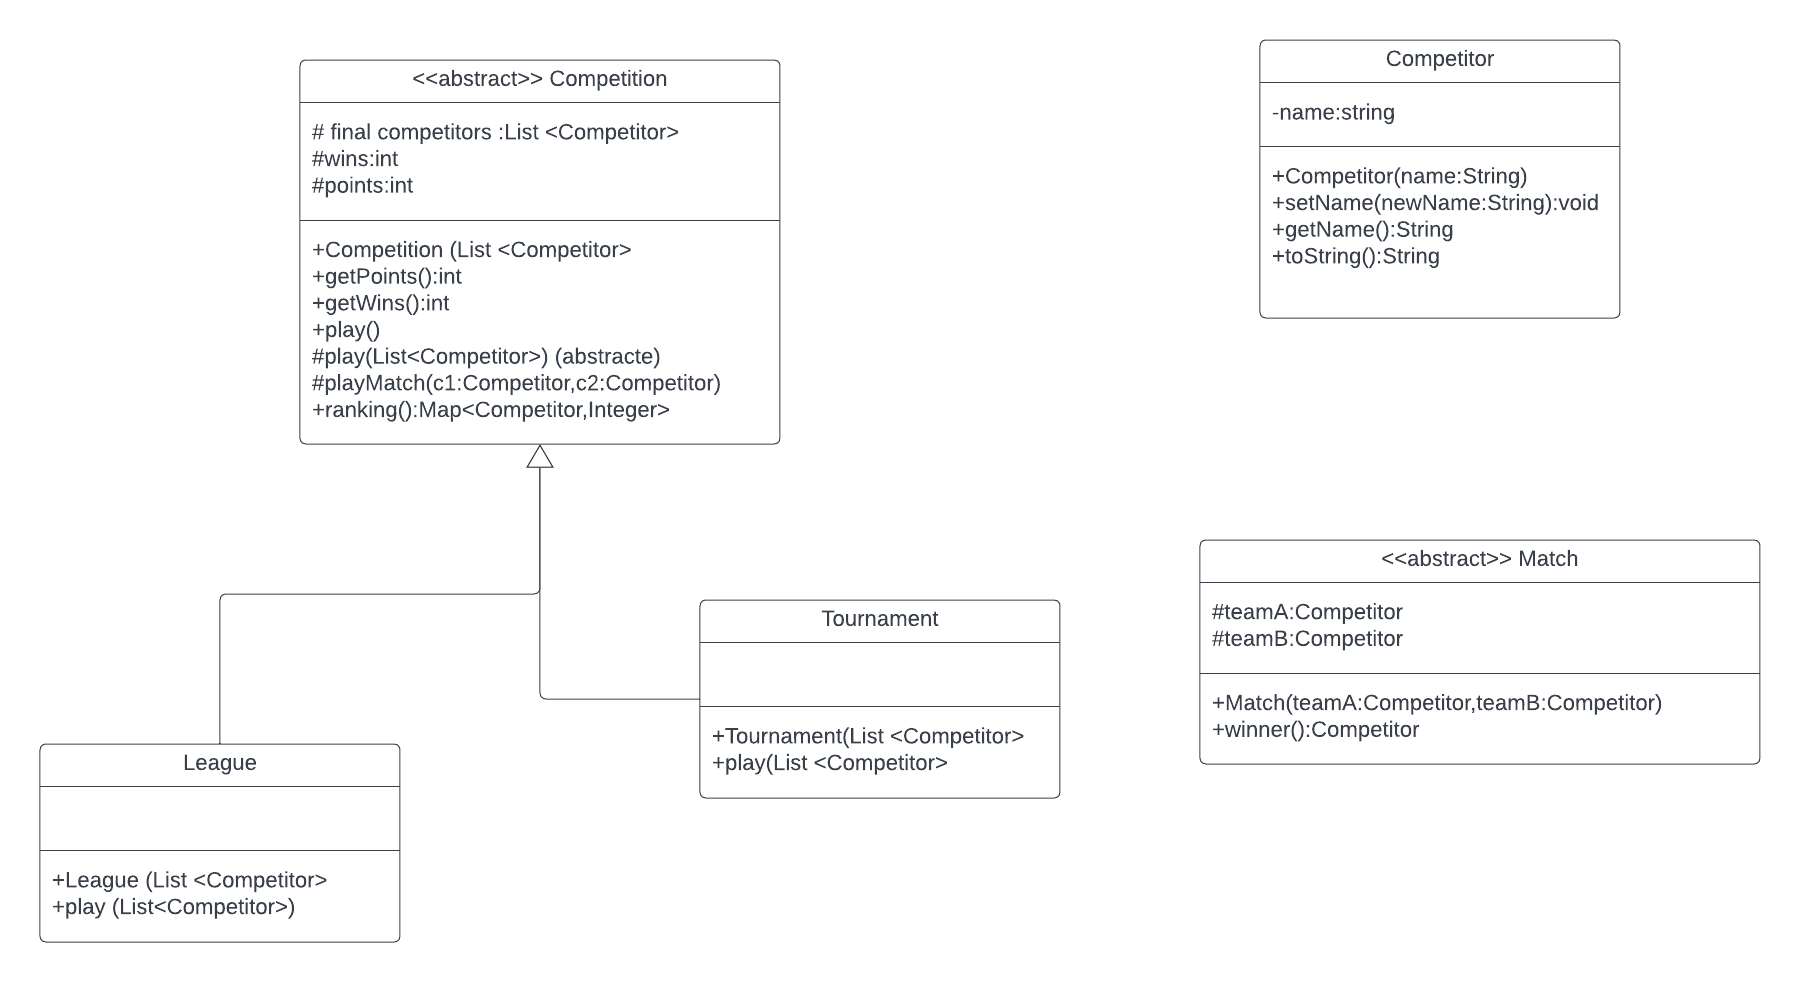 <<abstract>> Competition
# final competitors :List <Competitor>
#wins:int
#points:int
+Competition (List <Competitor>
+getPoints():int
+getWins():int
+play()
#play(List<Competitor>) (abstracte)
#playMatch(c1:Competitor,c2:Competitor)
+ranking():Map<Competitor,Integer>
Competitor
-name:string
+Competitor(name:String)
+setName(newName:String):void
+getName():String
+toString():String
<<abstract>> Match
#teamA:Competitor
#teamB:Competitor
+Match(teamA:Competitor,teamB:Competitor)
+winner():Competitor
Tournament
+Tournament(List <Competitor>
+play(List <Competitor>
League
+League (List <Competitor>
+play (List<Competitor>)